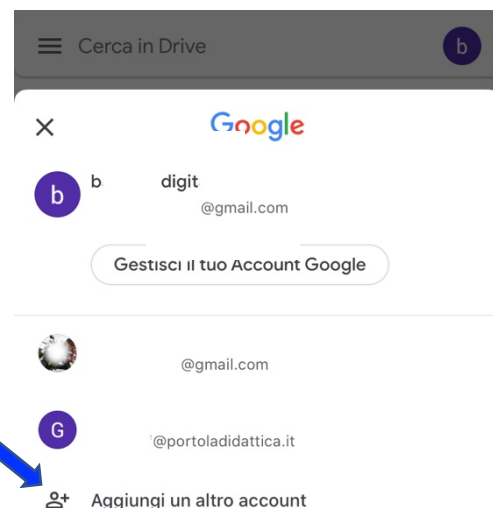 Cerca in Drive
b
Google
b
b digit
@gmail.com
Gestisci il tuo Account Google
@gmail.com
G
@portoladidattica.it
Aggiungi un altro account